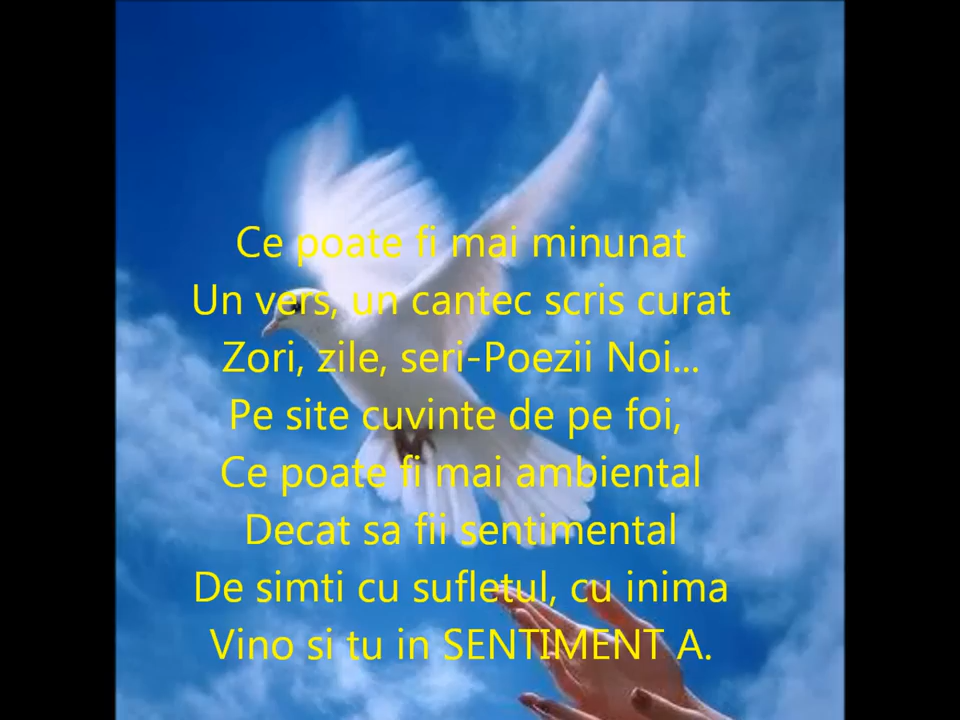 Ce poate fi mai minunat
Un vers, un cantec scris curat
Zori, zile, seri-Poezii Noi...
Pe site cuvinte de pe foi,
Ce poate fi mai ambiental
Decat sa fii sentimental
De simti cu sufletul, cu inima
Vino si tu in SENTIMENT A.